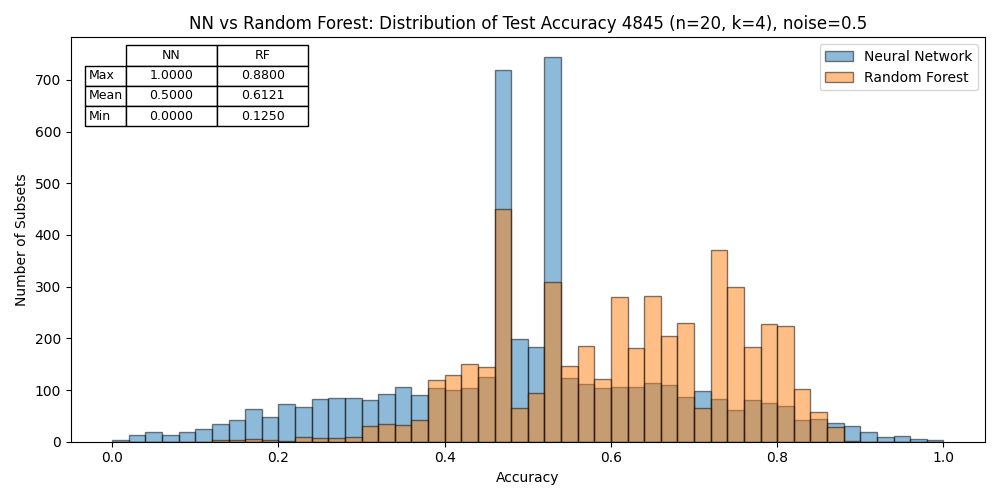 NN vs Random Forest: Distribution of Test Accuracy 4845 (n=20, k=4), noise=0.5
NN RF
Max 1.0000 0.8800
Mean 0.5000 0.6121
Min 0.0000 0.1250
Neural Network
Random Forest
Number of Subsets
700
600
500
400
300
200
100
0
0.0 0.2 0.4 0.6 0.8 1.0
Accuracy